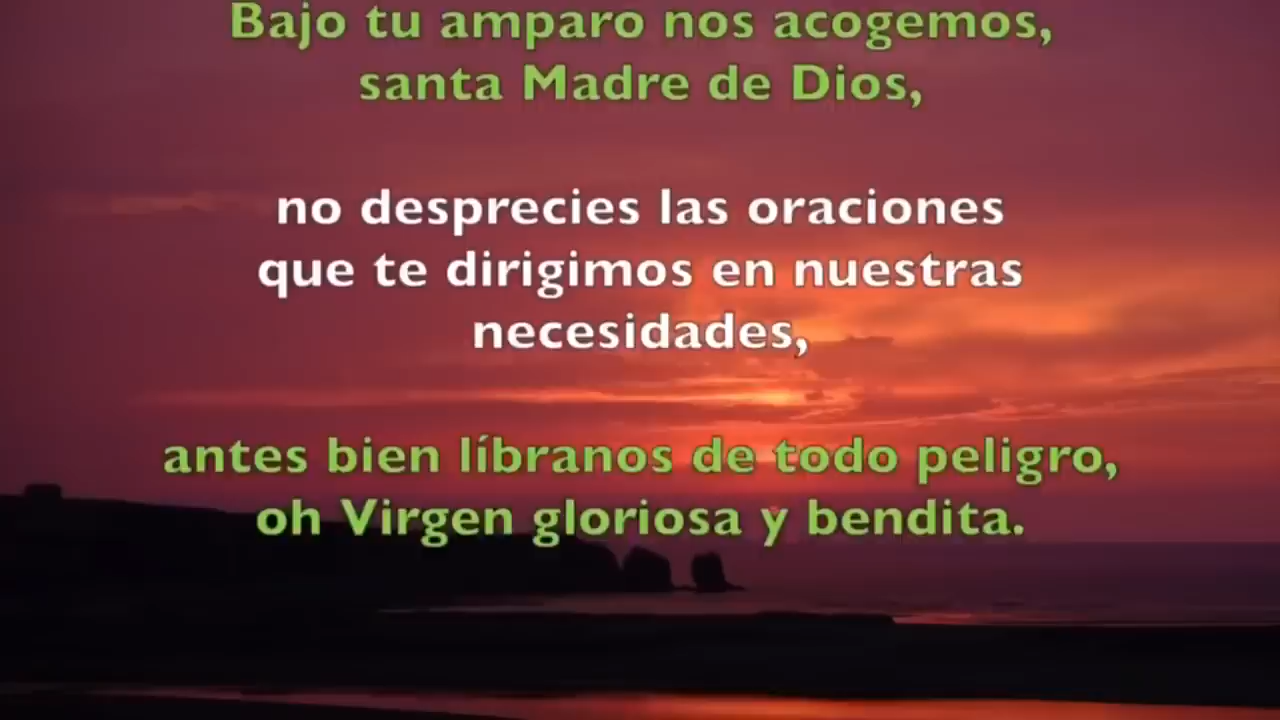 Bajo tu amparo nos acogemos,
santa Madre de Dios,
no desprecies las oraciones
que te dirigimos en nuestras
necesidades,
antes bien líbranos de todo peligro,
oh Virgen gloriosa y bendita.